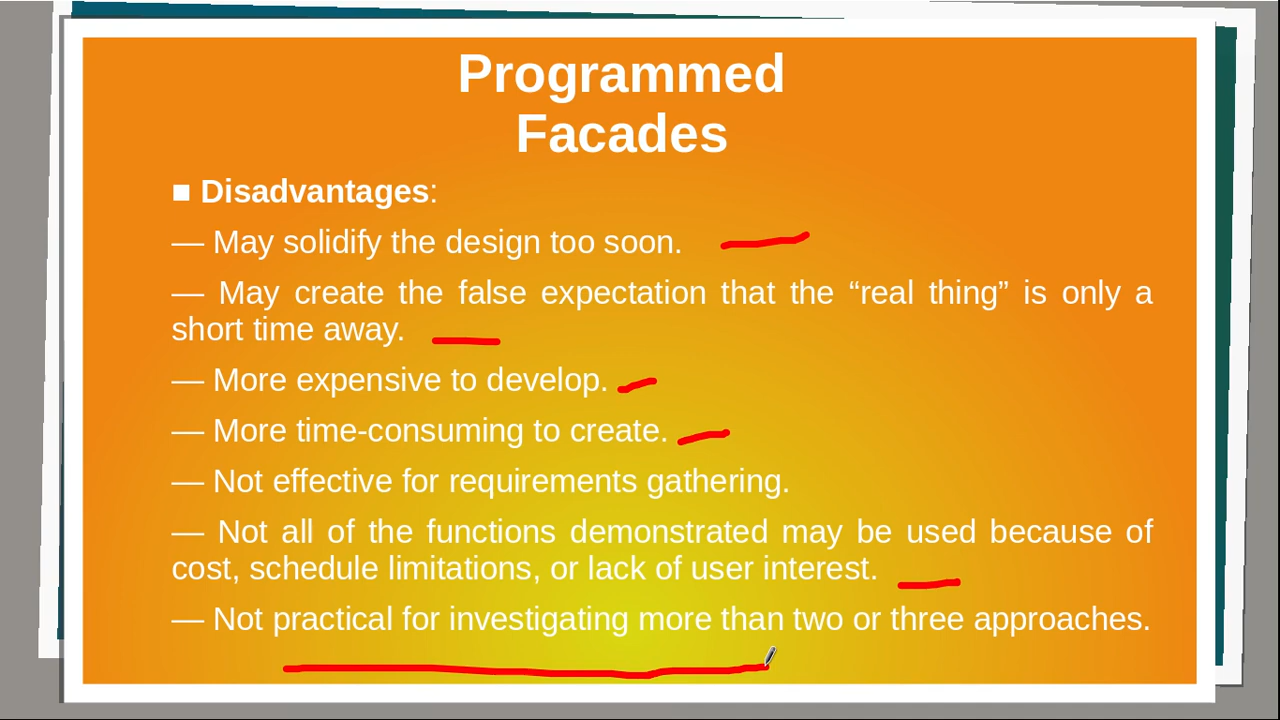 Programmed
Facades
■ Disadvantages:
— May solidify the design too soon.
— May create the false expectation that the “real thing” is only a
short time away.
— More expensive to develop.
— More time-consuming to create.
— Not effective for requirements gathering.
— Not all of the functions demonstrated may be used because of
cost, schedule limitations, or lack of user interest.
— Not practical for investigating more than two or three approaches.